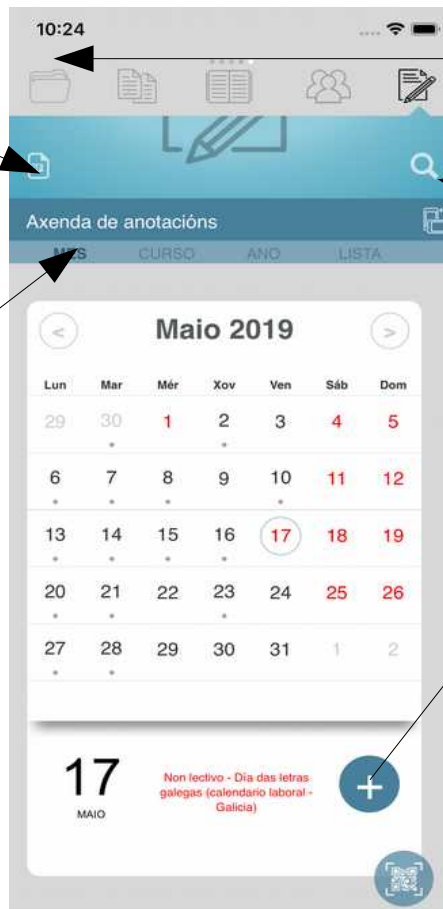 10:24
Axenda de anotacións
MES CURSO ANO LISTA
< Maio 2019 >
Lun Mar Mér Xov Ven Sáb Dom
29 30 1 2 3 4 5
6 7 8 9 10 11 12
13 14 15 16 17 18 19
20 21 22 23 24 25 26
27 28 29 30 31 1 2
17
MAIO
Non lectivo - Día das letras
galegas (calendario laboral -
Galicia)
+